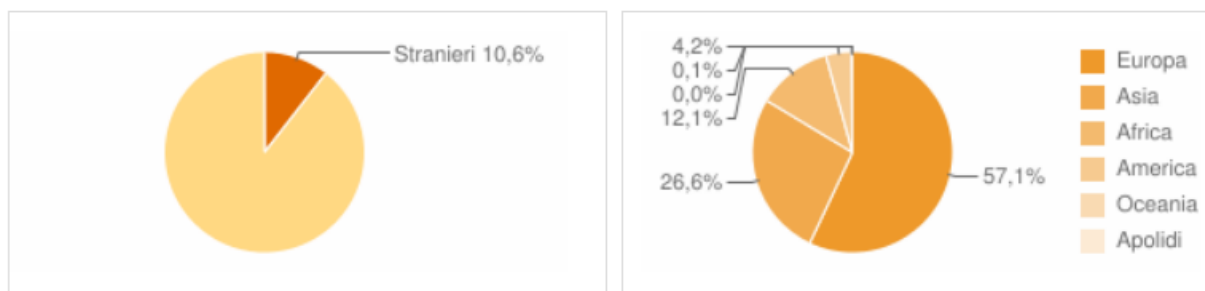 Stranieri 10,6%
4,2%
0,1%
0,0%
12,1%
26,6%
57,1%
Europa
Asia
Africa
America
Oceania
Apolidi